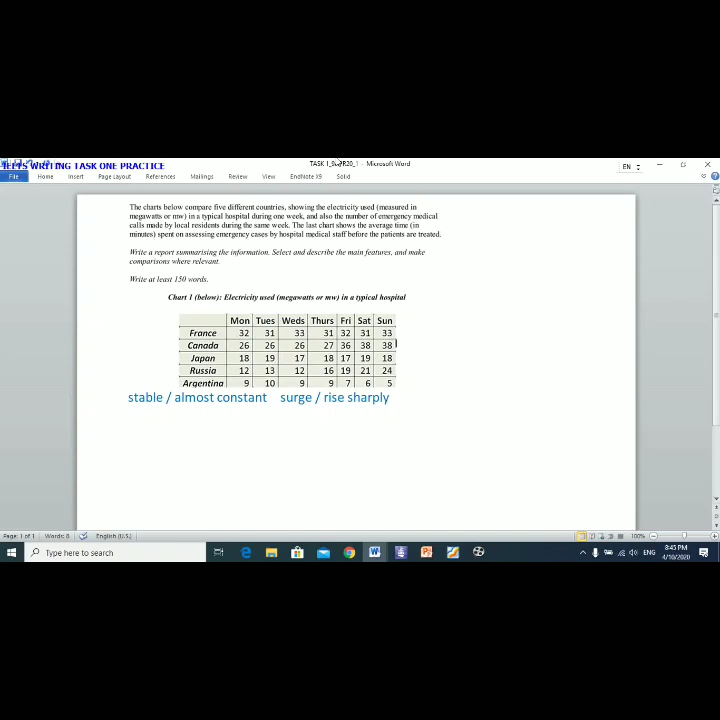 IELTS WRITING TASK ONE PRACTICE
- Microsoft Word
EN
File Home Insert Page Layout References Mailings Review View EndNote X9 Solid
The charts below compare five different countries, showing the electricity used (measured in
megawatts or mw) in a typical hospital during one week, and also the number of emergency medical
calls made by local residents during the same week. The last chart shows the average time (in
minutes) spent on assessing emergency cases by hospital medical staff before the patients are treated.
Write a report summarising the information. Select and describe the main features, and make
comparisons where relevant.
Write at least 150 words.
Chart 1 (below): Electricity used (megawatts or mw) in a typical hospital
Mon Tues Weds Thurs Fri Sat Sun
France 32 31 33 31 32 31 33
Canada 26 26 26 27 36 38 38
Japan 18 19 17 18 17 19 18
Russia 12 13 12 16 19 21 24
Argentina 9 10 9 9 7 6 5
stable / almost constant surge / rise sharply
Page: 1 of 1 Words: 8 English (U.S.) 100%
Type here to search
ENG
8:45 PM
4/10/2020